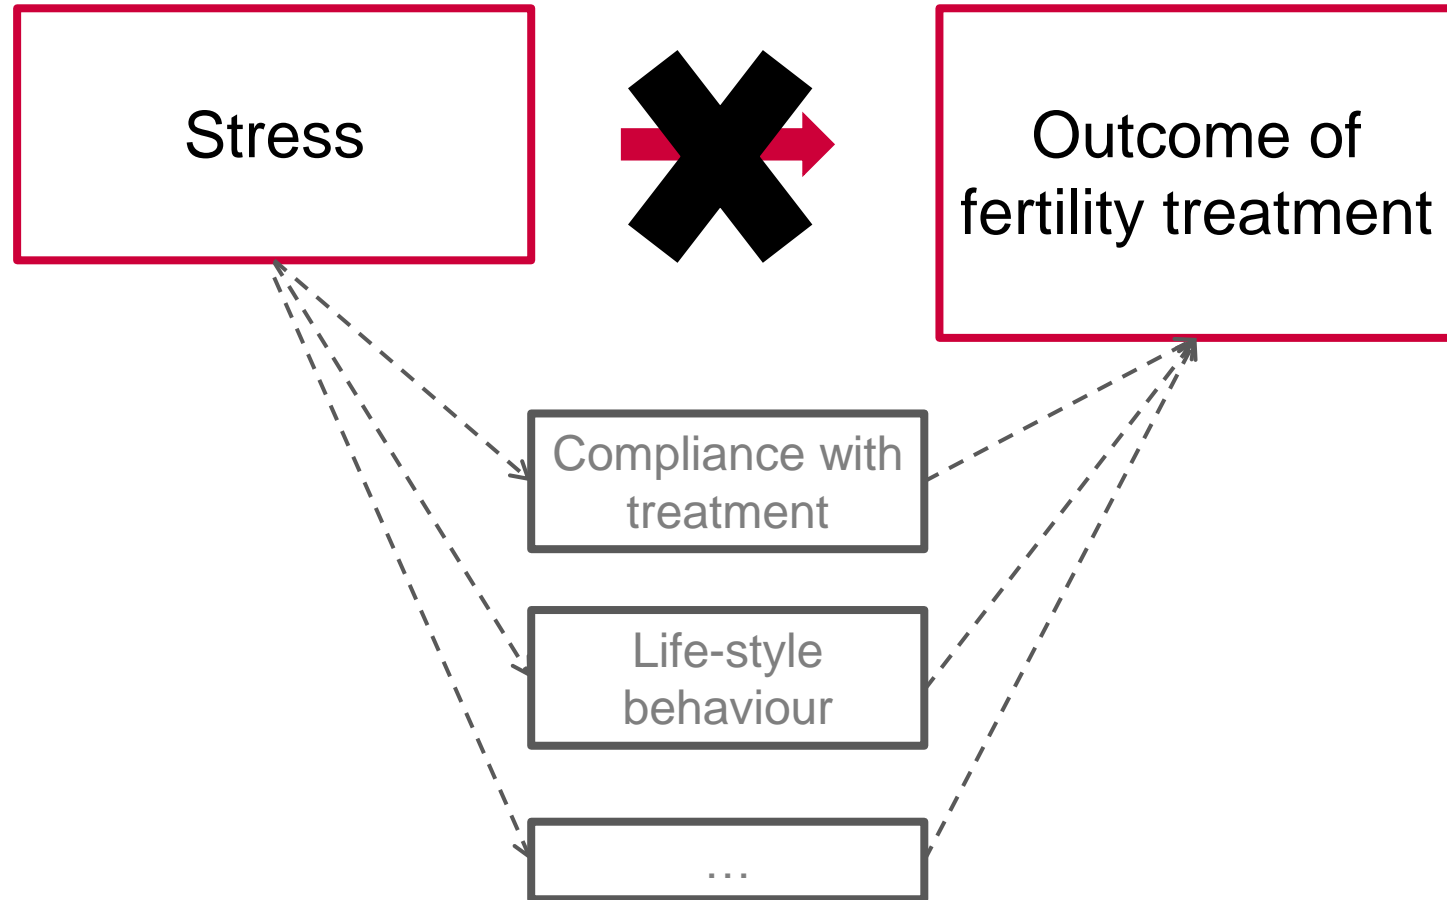 Stress
Outcome of
fertility treatment
Compliance with
treatment
Life-style
behaviour
…